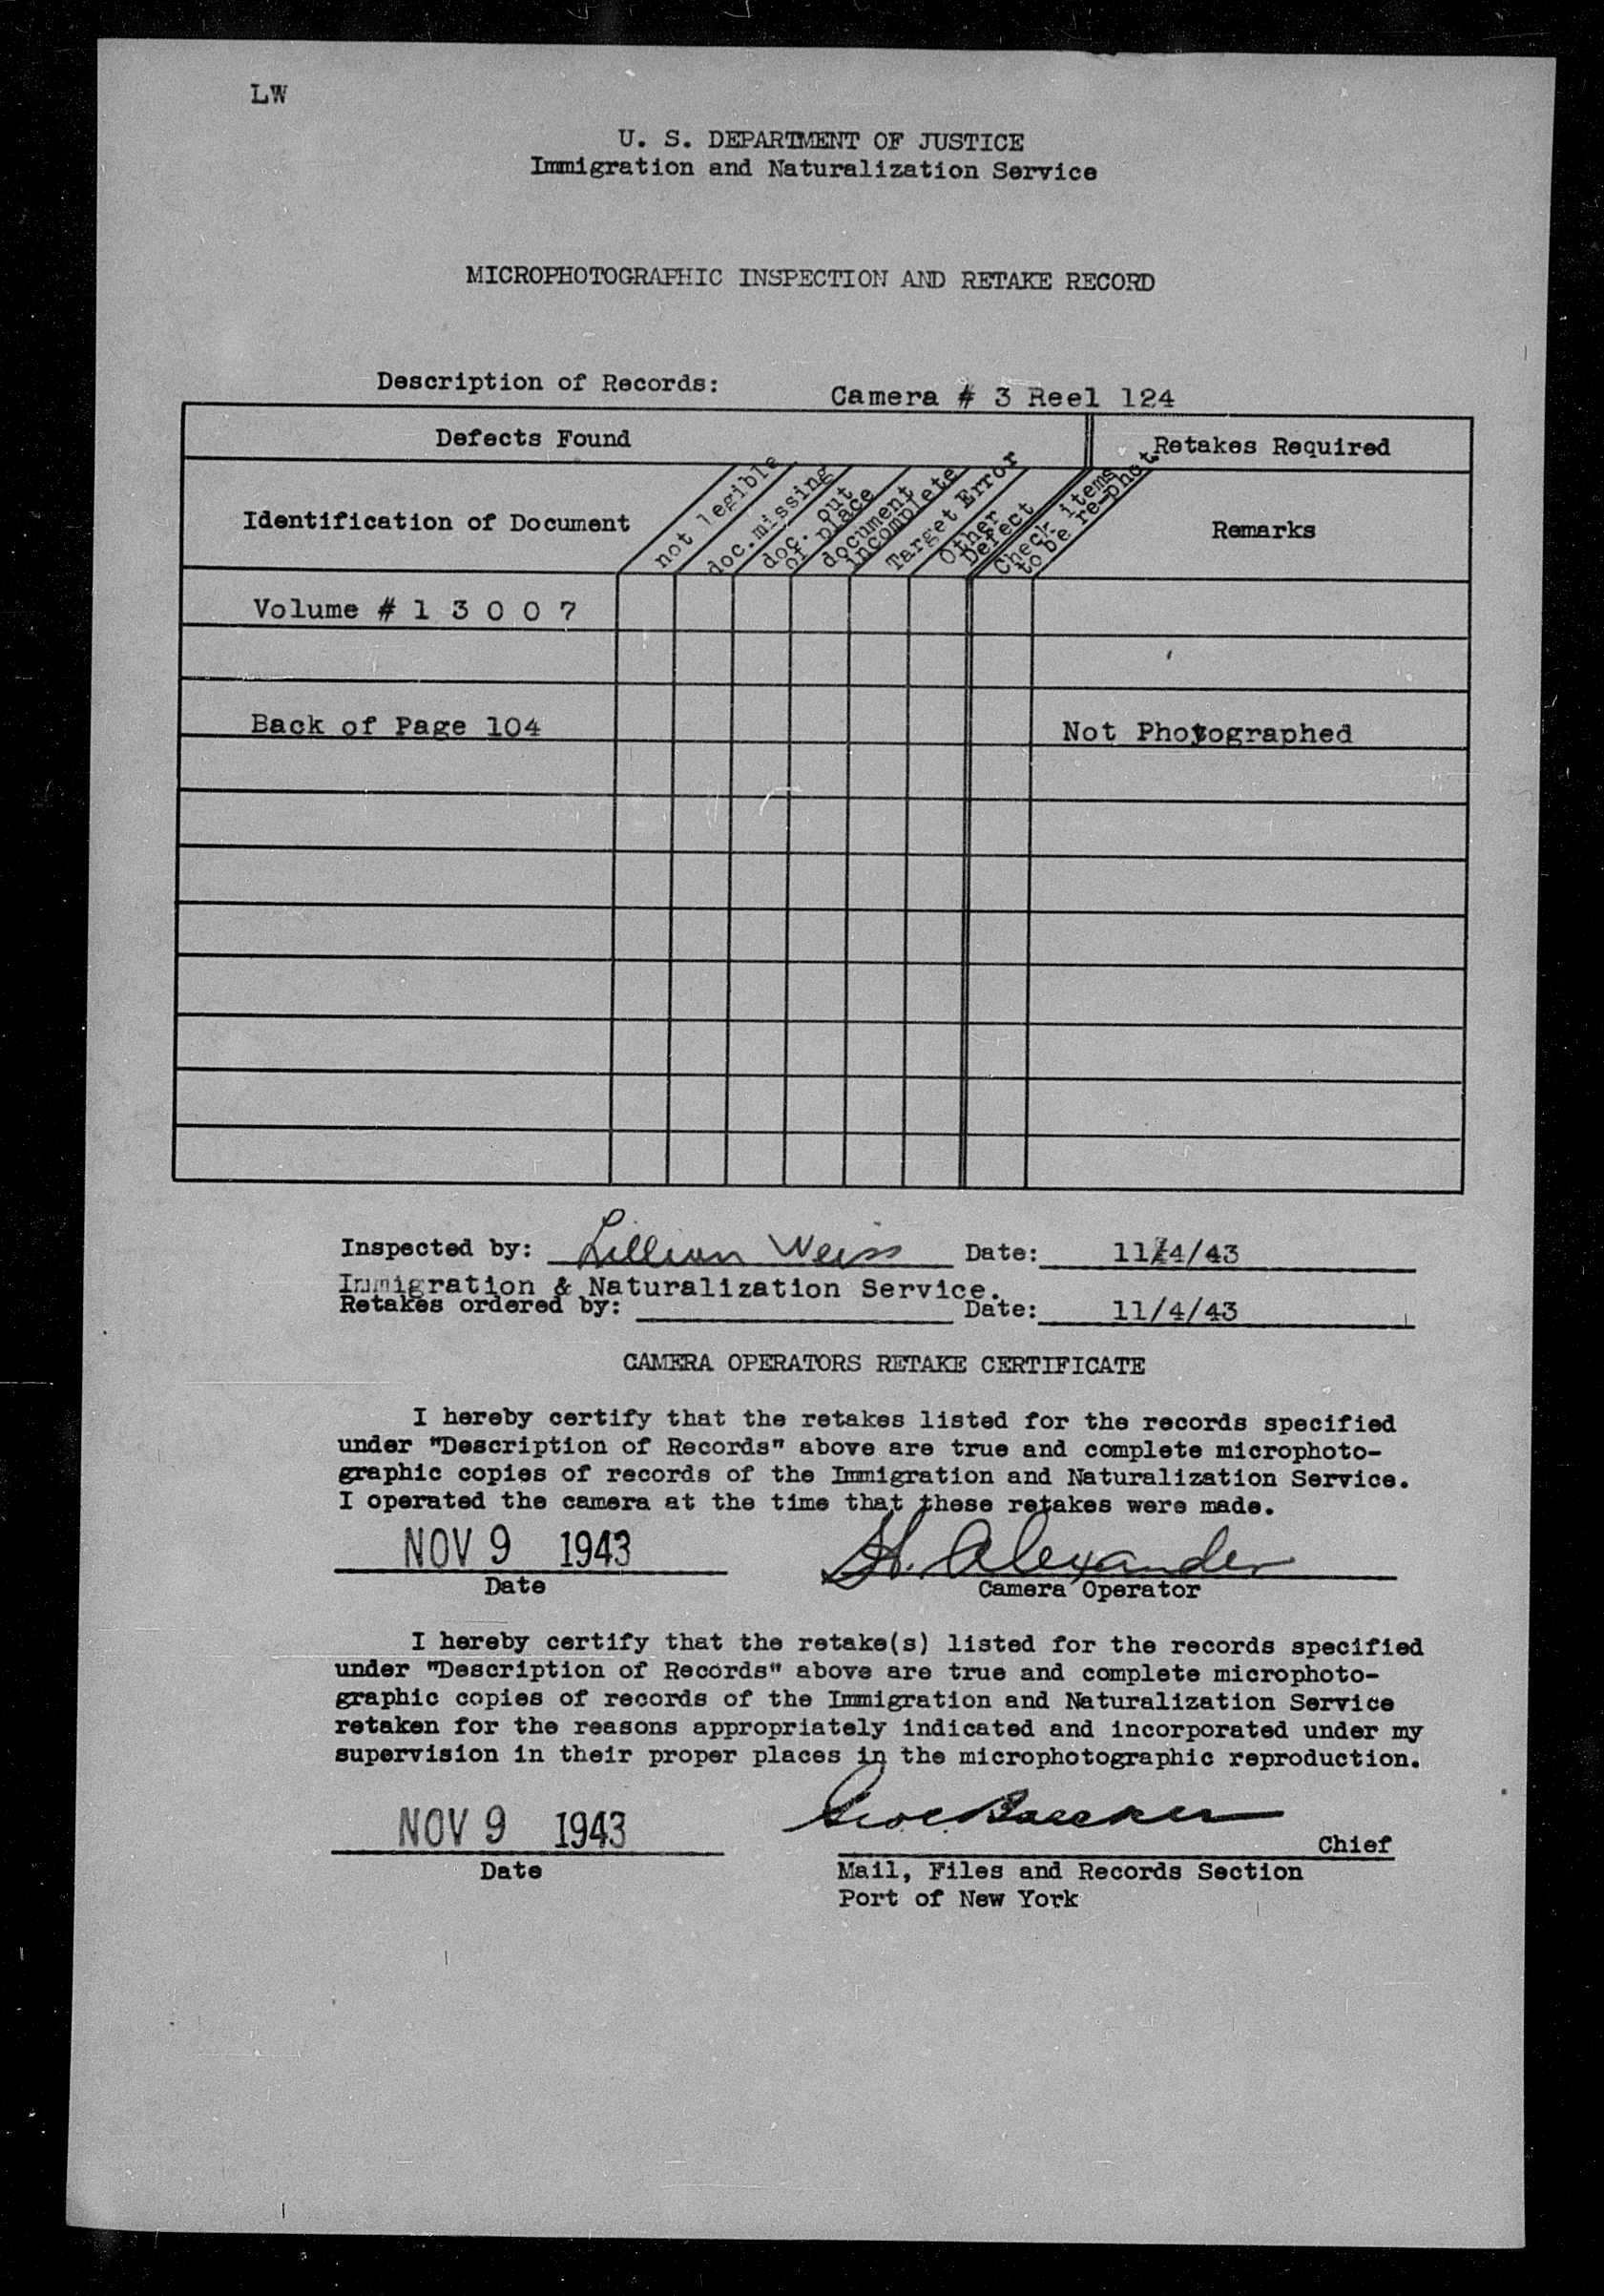 LW
U. S. DEPARTMENT OF JUSTICE
Immigration and Naturalization Service
MICROPHOTOGRAPHIC INSPECTION AND RETAKE RECORD
Description of Records: Camera # 3 Reel 124
Defects Found
Retakes Required
Identification of Document
not legible
doc.missing
doc. out
of place
document
incomplete
Target Error
Other
Defect
Check items
to be re-phot.
Remarks
Volume # 1 3 0 0 7
Back of Page 104 Not Photographed
Inspected by: Lillian Weiss Date: 11/4/43
Immigration & Naturalization Service.
Retakes ordered by: Date: 11/4/43
CAMERA OPERATORS RETAKE CERTIFICATE
I hereby certify that the retakes listed for the records specified
under "Description of Records" above are true and complete microphoto-
graphic copies of records of the Immigration and Naturalization Service.
I operated the camera at the time that these retakes were made.
NOV 9 1943 H. Alexander
Date Camera Operator
I hereby certify that the retake(s) listed for the records specified
under "Description of Records" above are true and complete microphoto-
graphic copies of records of the Immigration and Naturalization Service
retaken for the reasons appropriately indicated and incorporated under my
supervision in their proper places in the microphotographic reproduction.
NOV 9 1943
Chief
Date Mail, Files and Records Section
Port of New York